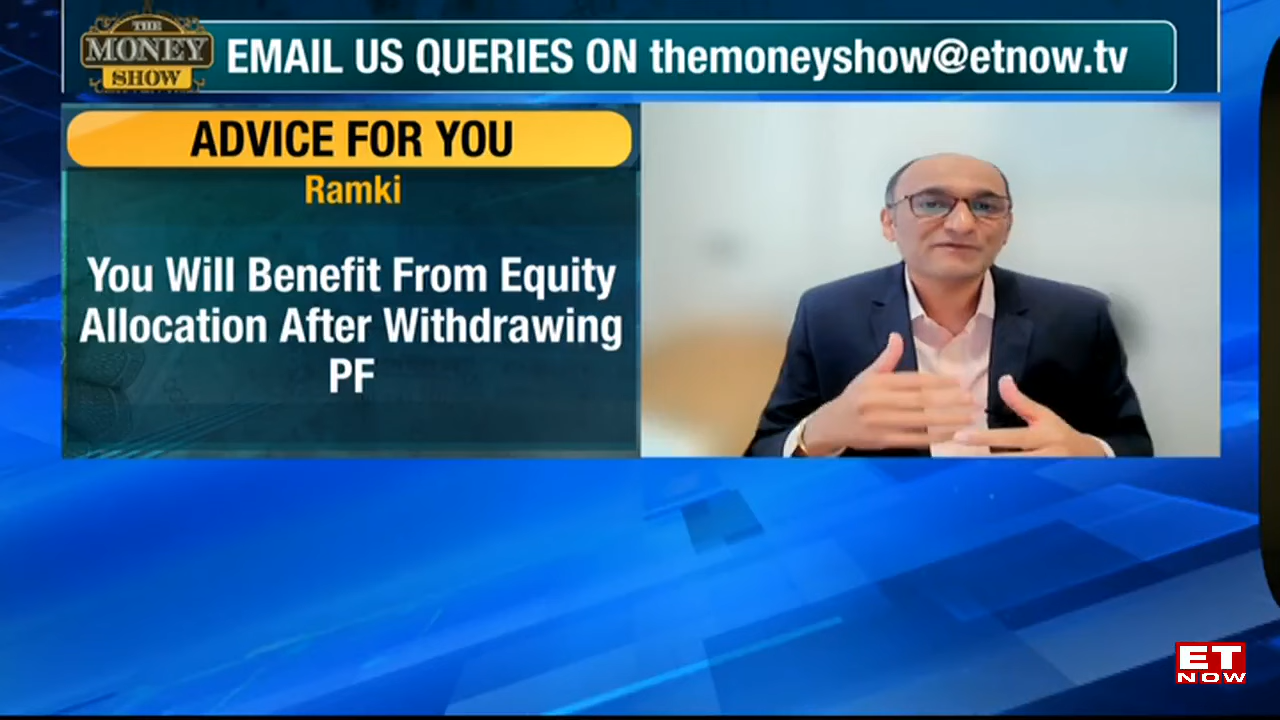 THE
MONEY
SHOW
EMAIL US QUERIES ON themoneyshow@etnow.tv
ADVICE FOR YOU
Ramki
You Will Benefit From Equity
Allocation After Withdrawing
PF
ET
NOW